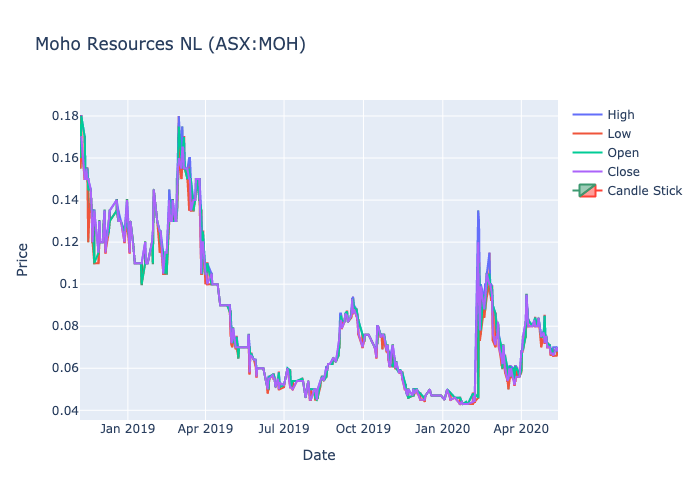 Moho Resources NL (ASX:MOH)
0.18
0.16
0.14
0.12
0.1
0.08
0.06
0.04
Price
Jan 2019
Apr 2019
Jul 2019
Oct 2019
Jan 2020
Apr 2020
Date
High
Low
Open
Close
Candle Stick